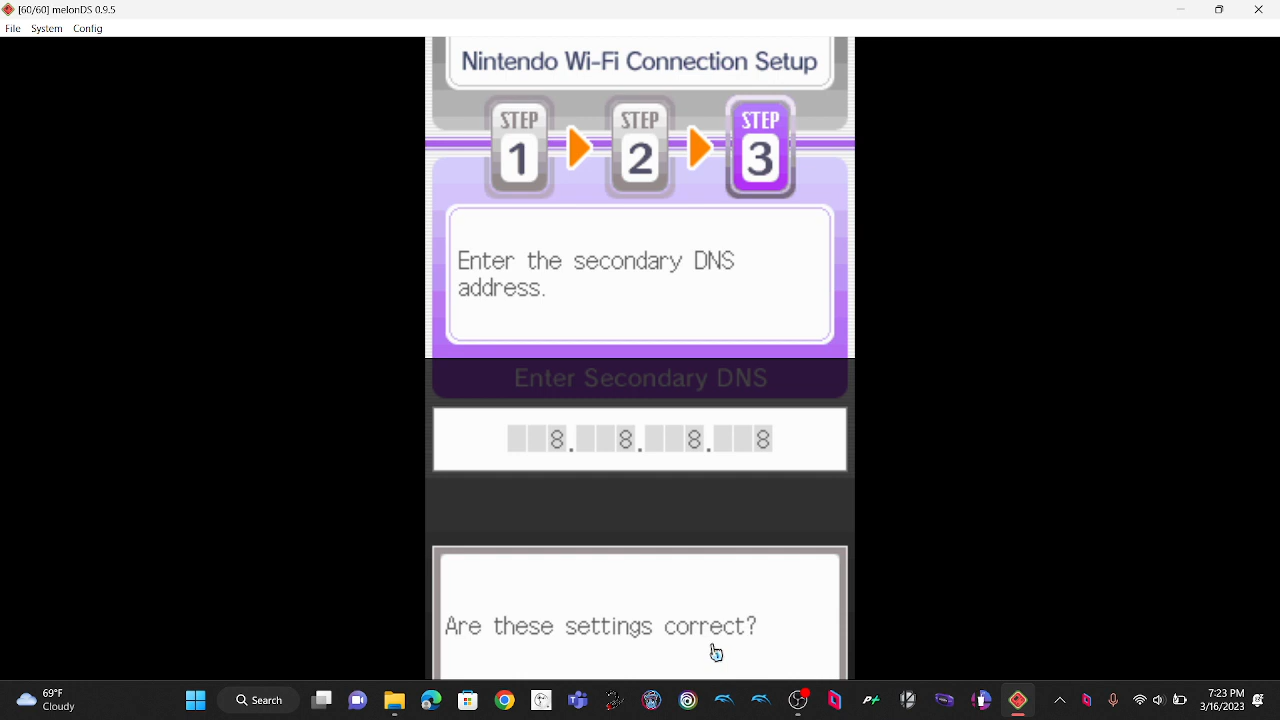 [60/60] melonDS 0.9.5
File System Config
Nintendo Wi-Fi Connection Setup
STEP 1 STEP 2 STEP 3
Enter the secondary DNS
address.
Enter Secondary DNS
8. 8. 8. 8
Are these settings correct?
69°F
Cloudy
Search
7:23 PM
3/16/2023